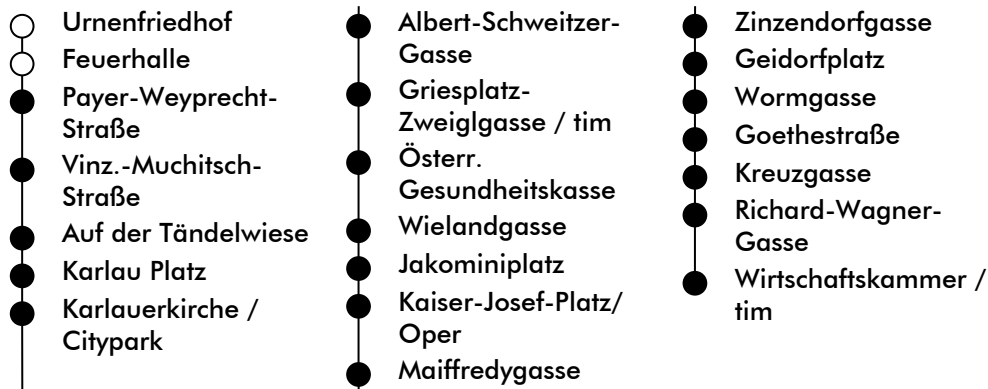 Urnenfriedhof
Feuerhalle
Payer-Weyprecht-
Straße
Vinz.-Muchitsch-
Straße
Auf der Tändelwiese
Karlau Platz
Karlauerkirche /
Citypark
Albert-Schweitzer-
Gasse
Griesplatz-
Zweiglgasse / tim
Österr.
Gesundheitskasse
Wielandgasse
Jakominiplatz
Kaiser-Josef-Platz/
Oper
Maiffredygasse
Zinzendorfgasse
Geidorfplatz
Wormgasse
Goethestraße
Kreuzgasse
Richard-Wagner-
Gasse
Wirtschaftskammer /
tim